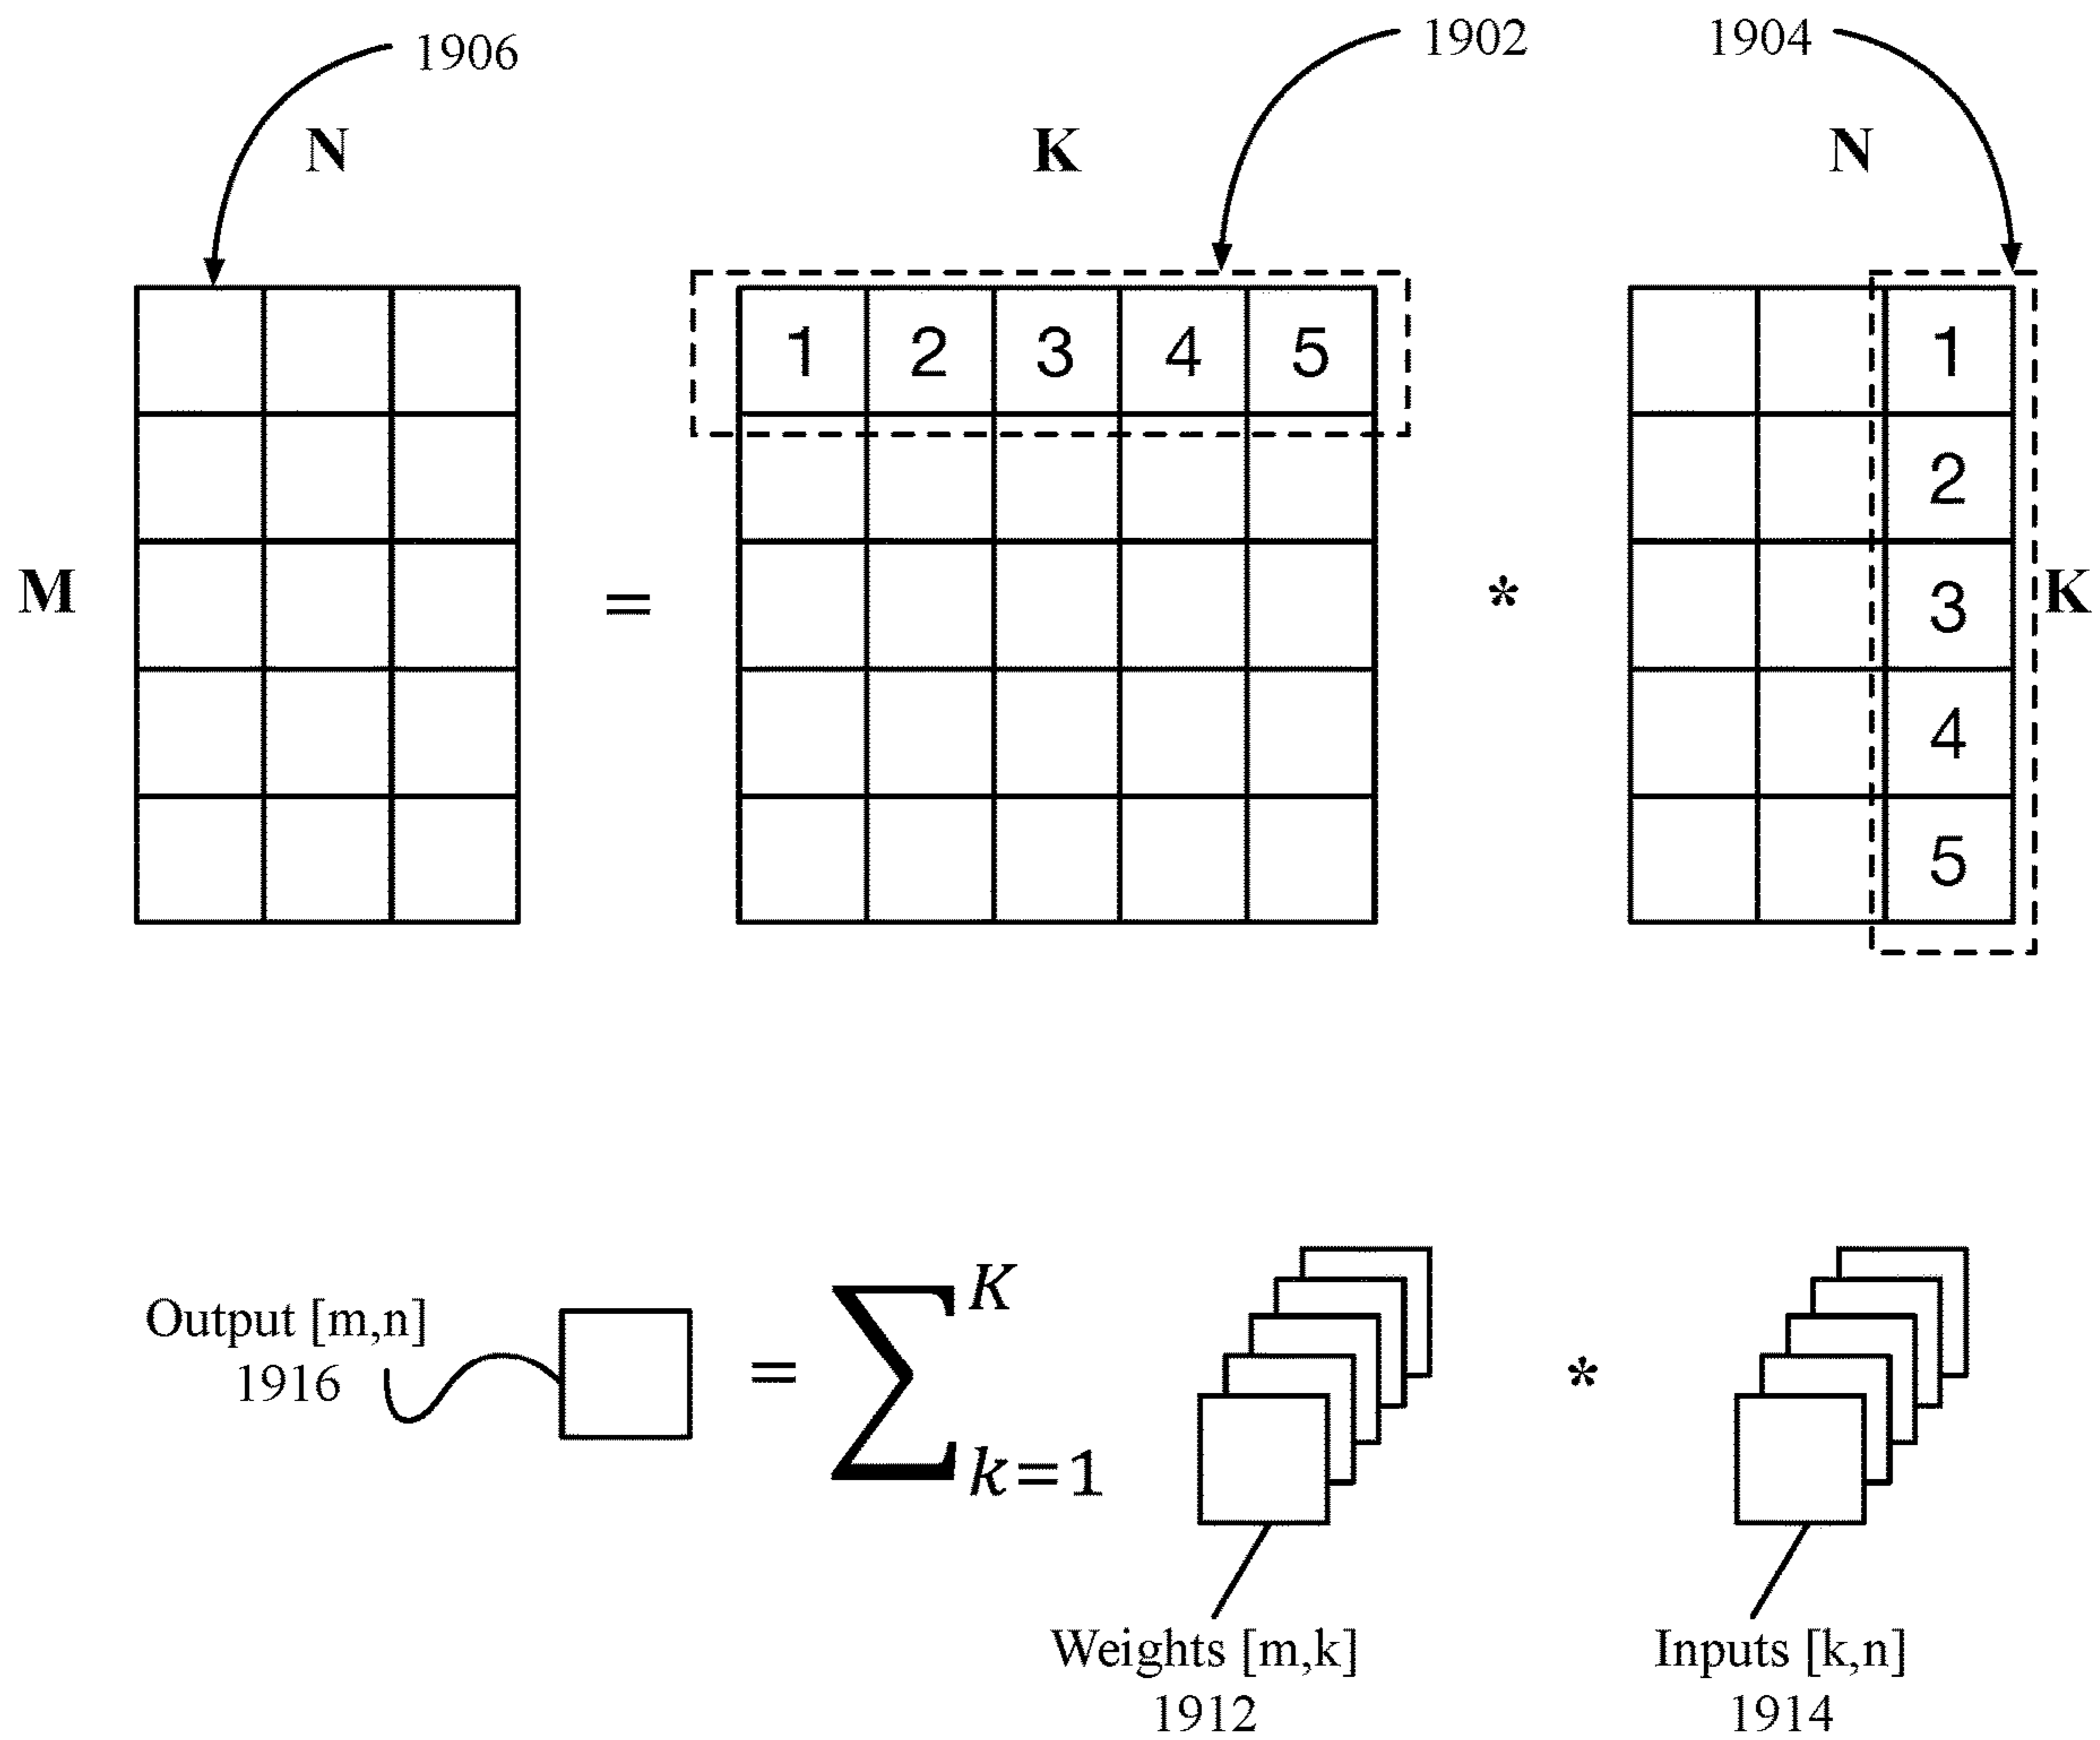 1906
1902
1904
N
K
N
1 2 3 4 5
1
2
3
4
5
M
=
*
K
Output [m,n]
1916
= ∑ K k=1
*
Weights [m,k]
1912
Inputs [k,n]
1914